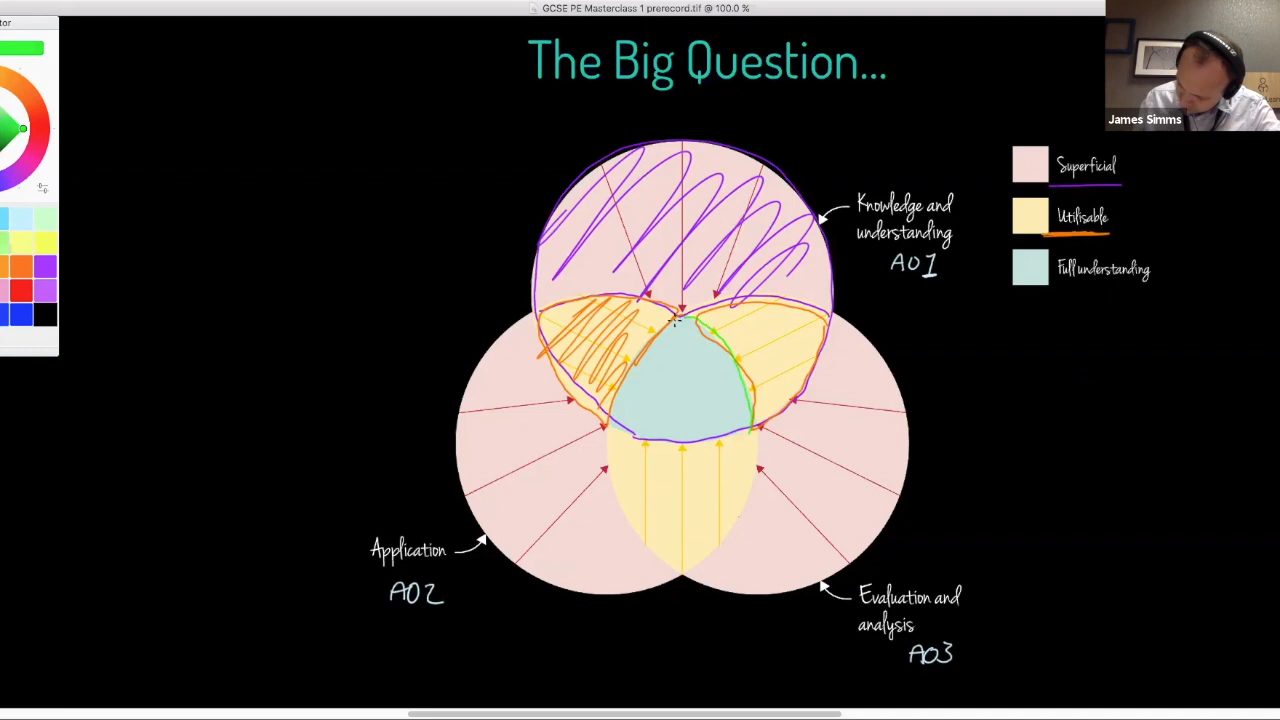 tor
GCSE PE Masterclass 1 prerecord.tif @ 100.0 %
The Big Question...
James Simms
Superficial
Knowledge and
understanding
AO1
Utilisable
Full understanding
Application
AO2
Evaluation and
analysis
AO3